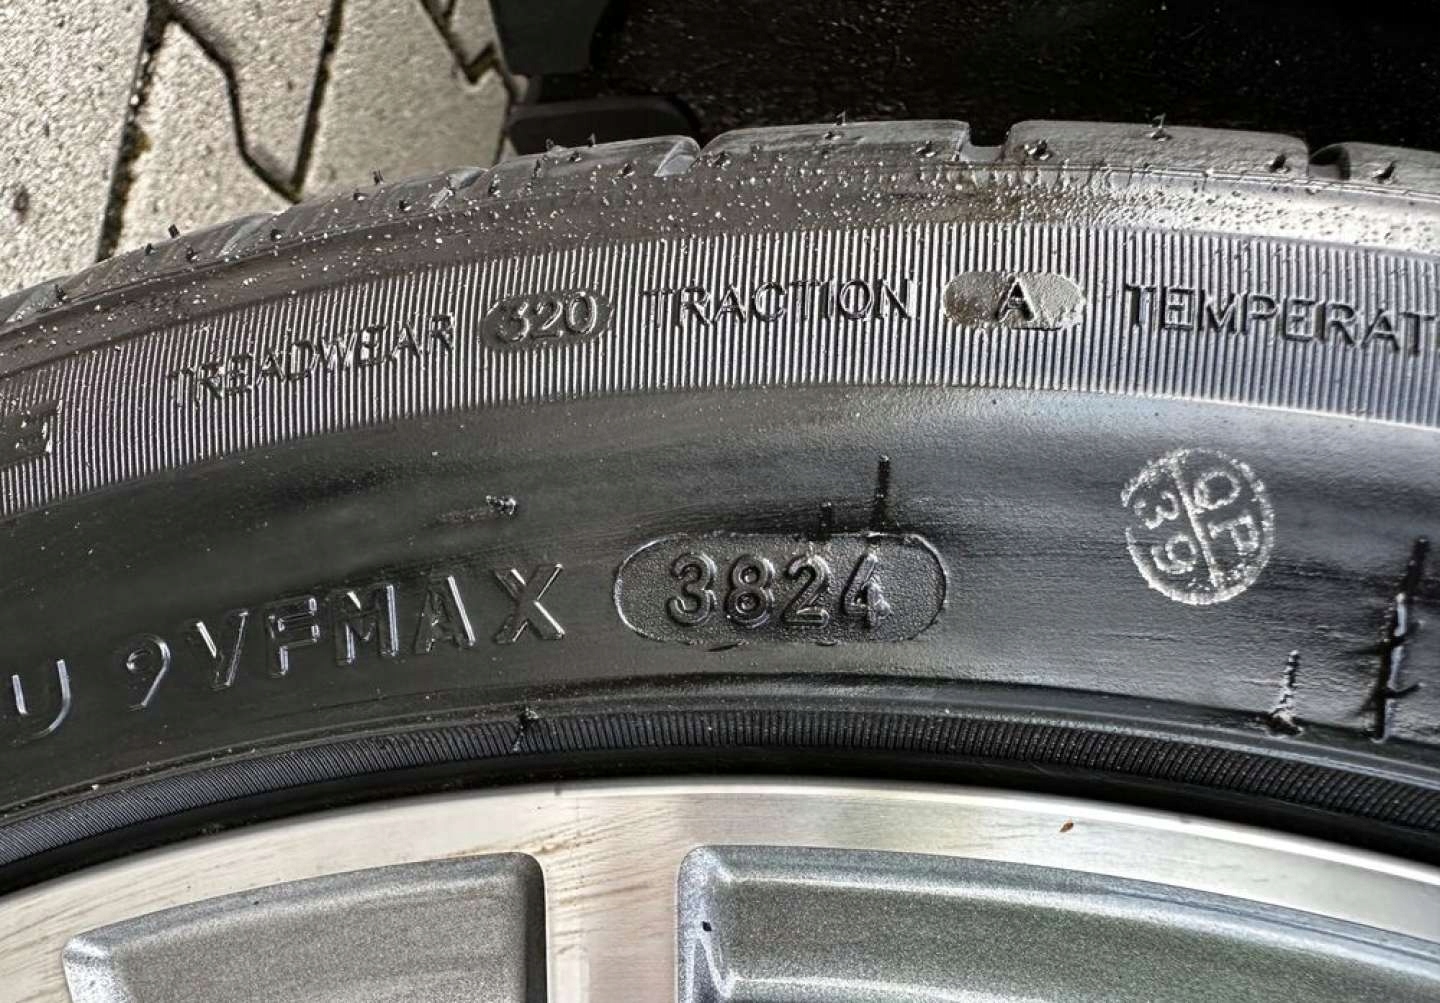 TREADWEAR 320 TRACTION A TEMPERAT
U 9VFMAX 3824
QP
39